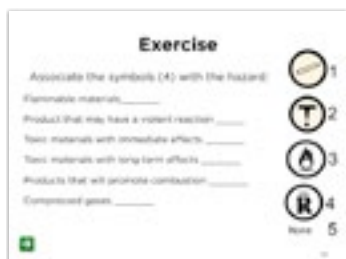 Exercise
Associate the symbols (4) with the hazard:
Flammable materials_______
Product that may have a violent reaction _____
Toxic materials with immediate effects _______
Toxic materials with long term effects _______
Products that will promote combustion _______
Compressed gases _______
1
2
3
4
None 5